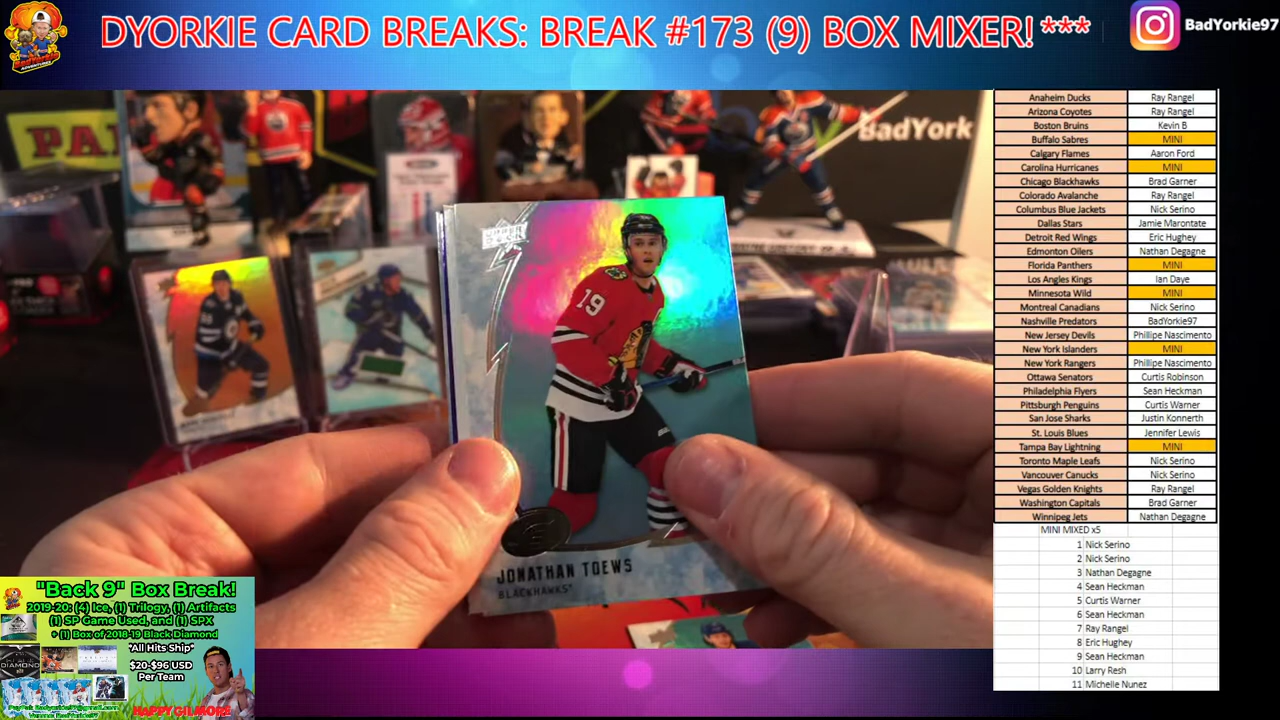 DYORKIE CARD BREAKS: BREAK #173 (9) BOX MIXER! ***
BadYorkie97
BadYork
UPPER DECK
19
JONATHAN TOEWS
BLACKHAWKS
Anaheim Ducks Ray Rangel
Arizona Coyotes Ray Rangel
Boston Bruins Kevin B
Buffalo Sabres MINI
Calgary Flames Aaron Ford
Carolina Hurricanes MINI
Chicago Blackhawks Brad Garner
Colorado Avalanche Ray Rangel
Columbus Blue Jackets Nick Serino
Dallas Stars Jamie Marontate
Detroit Red Wings Eric Hughey
Edmonton Oilers Nathan Degagne
Florida Panthers MINI
Los Angeles Kings Ian Daye
Minnesota Wild MINI
Montreal Canadians Nick Serino
Nashville Predators BadYorkie97
New Jersey Devils Phillipe Nascimento
New York Islanders MINI
New York Rangers Phillipe Nascimento
Ottawa Senators Curtis Robinson
Philadelphia Flyers Sean Heckman
Pittsburgh Penguins Curtis Warner
San Jose Sharks Justin Konnerth
St. Louis Blues Jennifer Lewis
Tampa Bay Lightning MINI
Toronto Maple Leafs Nick Serino
Vancouver Canucks Nick Serino
Vegas Golden Knights Ray Rangel
Washington Capitals Brad Garner
Winnipeg Jets Nathan Degagne
MINI MIXED x5
1 Nick Serino
2 Nick Serino
3 Nathan Degagne
4 Sean Heckman
5 Curtis Warner
6 Sean Heckman
7 Ray Rangel
8 Eric Hughey
9 Sean Heckman
10 Larry Resh
11 Michelle Nunez
"Back 9" Box Break!
2019-20: (4) Ice, (1) Trilogy, (1) Artifacts
(1) SP Game Used, and (1) SPX
+ (1) Box of 2018-19 Black Diamond
*All Hits Ship*
$20-$96 USD
Per Team
DIAMOND
HAPPY GILMORE